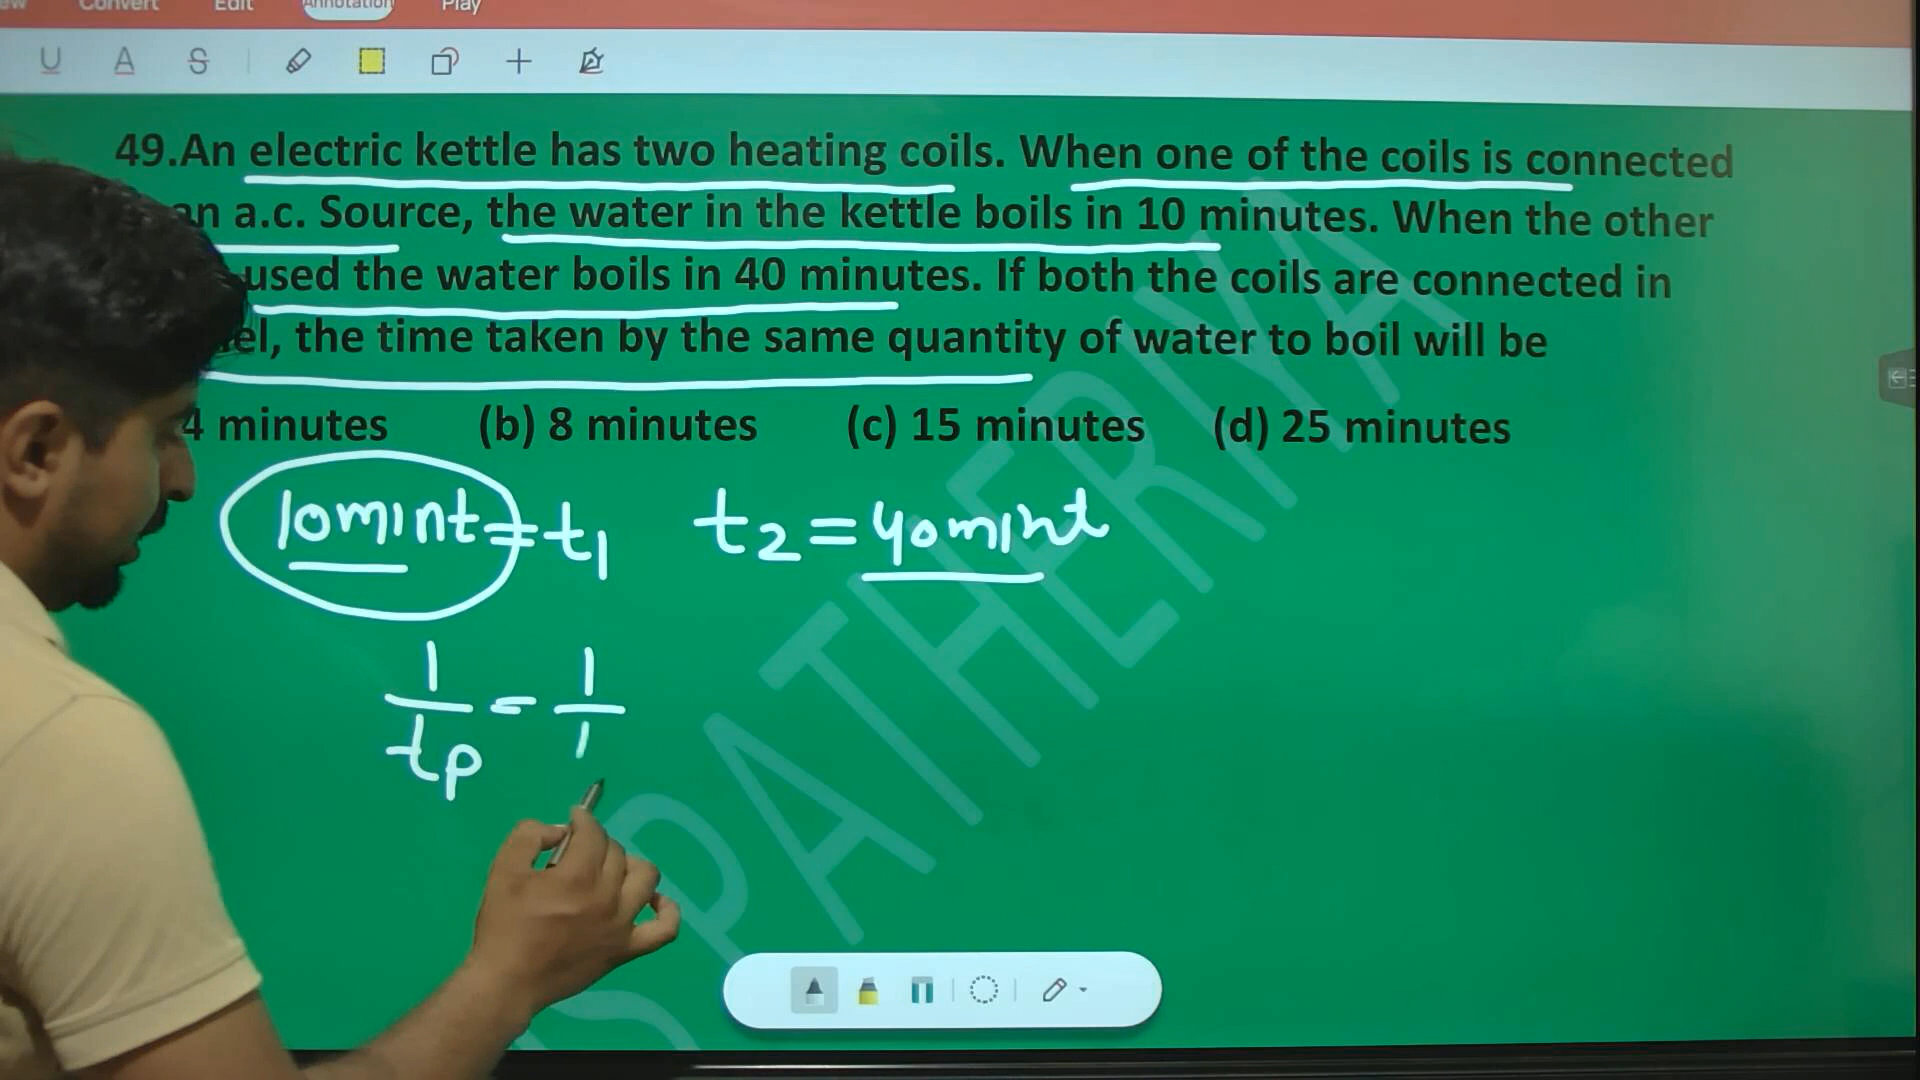 Convert Edit Annotation Play
U A S
49.An electric kettle has two heating coils. When one of the coils is connected
an a.c. Source, the water in the kettle boils in 10 minutes. When the other
used the water boils in 40 minutes. If both the coils are connected in
el, the time taken by the same quantity of water to boil will be
4 minutes (b) 8 minutes (c) 15 minutes (d) 25 minutes
10mint = t1 t2 = 40mint
1/tp = 1/1
PATHERIYA